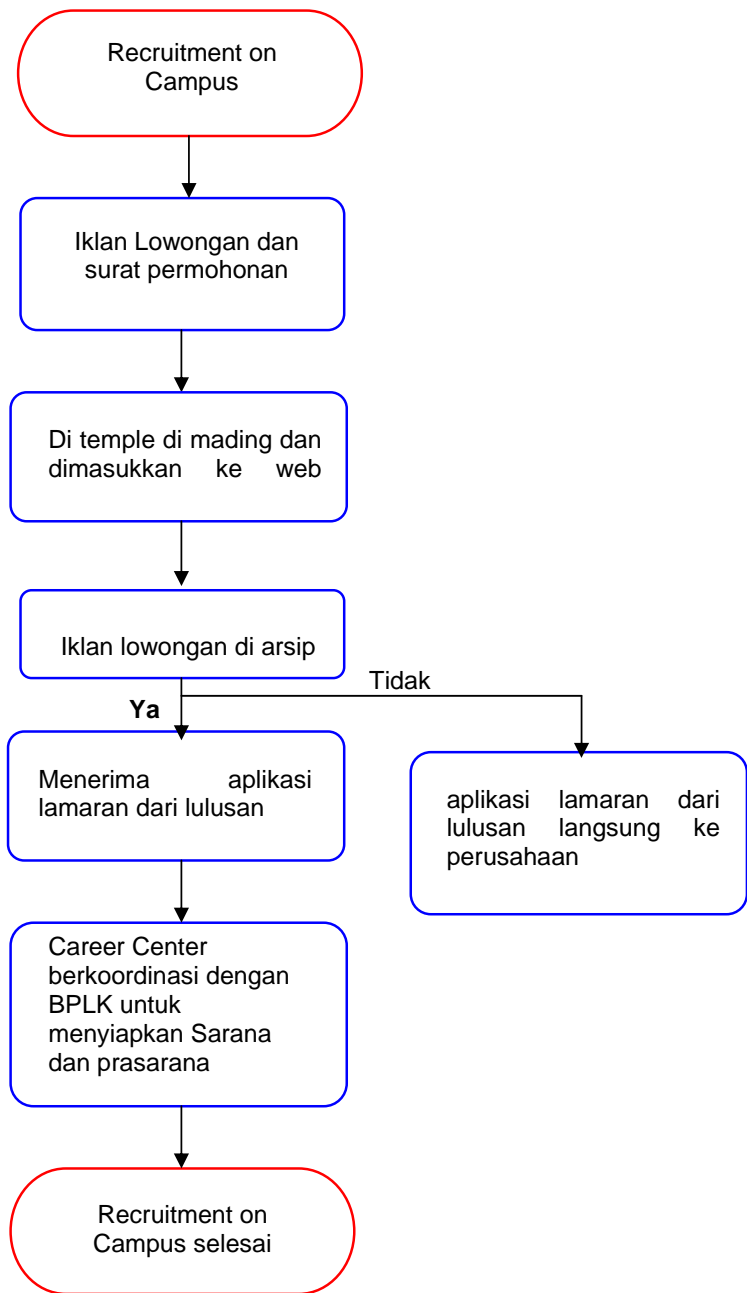 Recruitment on
Campus
Iklan Lowongan dan
surat permohonan
Di temple di mading dan
dimasukkan ke web
Iklan lowongan di arsip
Tidak
Ya
Menerima aplikasi
lamaran dari lulusan
aplikasi lamaran dari
lulusan langsung ke
perusahaan
Career Center
berkoordinasi dengan
BPLK untuk
menyiapkan Sarana
dan prasarana
Recruitment on
Campus selesai